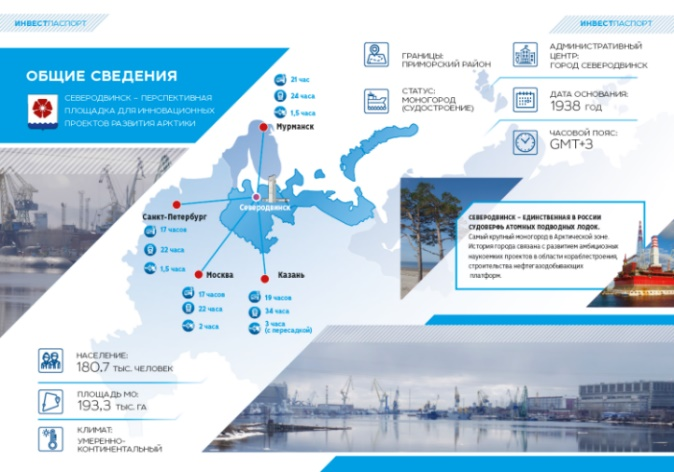 ИНВЕСТПАСПОРТ
ИНВЕСТПАСПОРТ
ОБЩИЕ СВЕДЕНИЯ
СЕВЕРОДВИНСК – ПЕРСПЕКТИВНАЯ
ПЛОЩАДКА ДЛЯ ИННОВАЦИОННЫХ
ПРОЕКТОВ РАЗВИТИЯ АРКТИКИ
21 час
24 часа
1,5 часа
Мурманск
Северодвинск
Санкт-Петербург
17 часов
22 часа
1,5 часа
Москва
17 часов
22 часа
2 часа
Казань
19 часов
34 часа
3 часа
(с пересадкой)
ГРАНИЦЫ:
ПРИМОРСКИЙ РАЙОН
СТАТУС:
МОНОГОРОД
(СУДОСТРОЕНИЕ)
АДМИНИСТРАТИВНЫЙ
ЦЕНТР:
ГОРОД СЕВЕРОДВИНСК
ДАТА ОСНОВАНИЯ:
1938 год
ЧАСОВОЙ ПОЯС:
GMT+3
СЕВЕРОДВИНСК – ЕДИНСТВЕННАЯ В РОССИИ
СУДОВЕРФЬ АТОМНЫХ ПОДВОДНЫХ ЛОДОК.
Самый крупный моногород в Арктической зоне.
История города связана с развитием амбициозных
наукоемких проектов в области кораблестроения,
строительства нефтегазодобывающих
платформ.
НАСЕЛЕНИЕ:
180,7 ТЫС. ЧЕЛОВЕК
ПЛОЩАДЬ МО:
193,3 ТЫС. ГА
КЛИМАТ:
УМЕРЕННО-
КОНТИНЕНТАЛЬНЫЙ